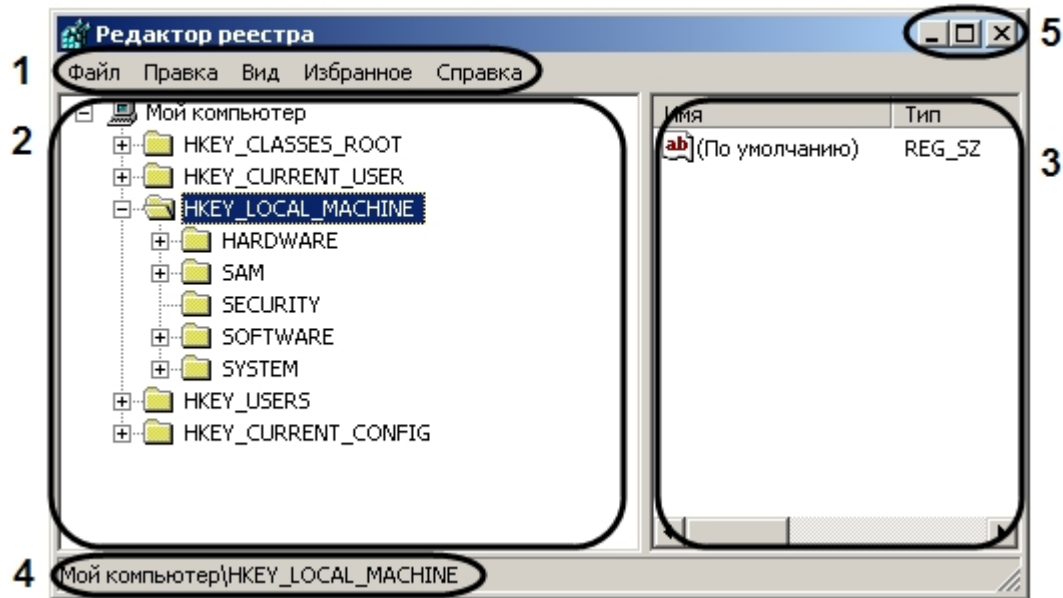 Редактор реестра
5
1
Файл Правка Вид Избранное Справка
2
Мой компьютер
HKEY_CLASSES_ROOT
HKEY_CURRENT_USER
HKEY_LOCAL_MACHINE
HARDWARE
SAM
SECURITY
SOFTWARE
SYSTEM
HKEY_USERS
HKEY_CURRENT_CONFIG
Имя Тип
ab (По умолчанию) REG_SZ
3
4
Мой компьютер\HKEY_LOCAL_MACHINE